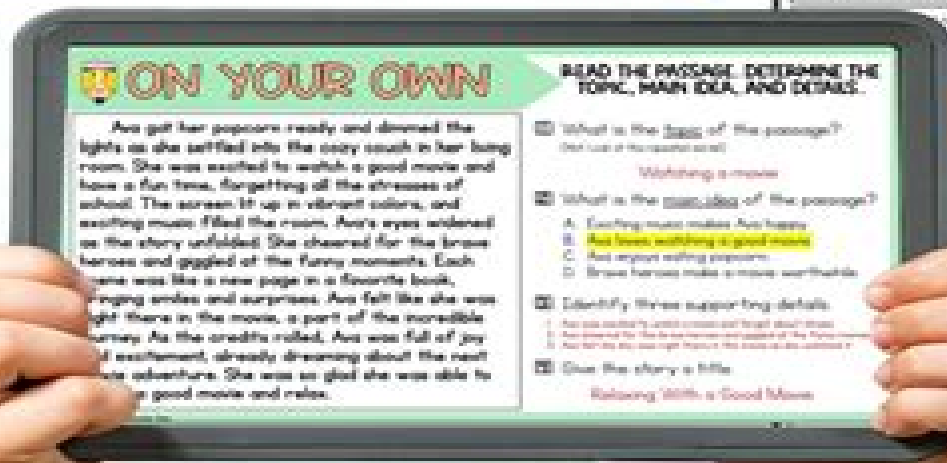 ON YOUR OWN
READ THE PASSAGE. DETERMINE THE
TOPIC, MAIN IDEA, AND DETAILS.
Ava got her popcorn ready and dimmed the
lights as she settled into the cozy couch in her living
room. She was excited to watch a good movie and
have a fun time, forgetting all the stresses of
school. The screen lit up in vibrant colors, and
exciting music filled the room. Ava's eyes widened
as the story unfolded. She cheered for the brave
heroes and giggled at the funny moments. Each
was like a new page in a favorite book,
smiles and surprises. Ava felt like she was
there in the movie, a part of the incredible
As the credits rolled, Ava was full of joy
excitement, already dreaming about the next
adventure. She was so glad she was able to
a good movie and relax.
What is the topic of the passage?
Watching a movie
What is the main idea of the passage?
A. Exciting music makes Ava happy.
B. Ava loves watching a good movie.
C. Ava enjoys eating popcorn.
D. Brave heroes make a movie worthwhile.
Identify three supporting details.
Give the story a title.
Relaxing With a Good Movie